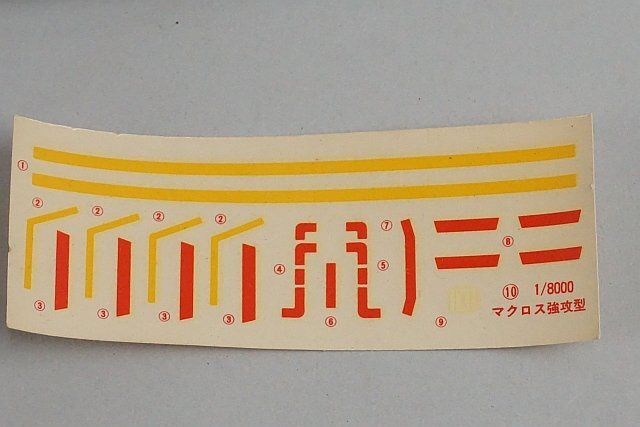 ①
② ② ② ②
③ ③ ③ ③
④ ⑤ ⑥ ⑦ ⑧ ⑨
⑩ 1/8000
マクロス強攻型